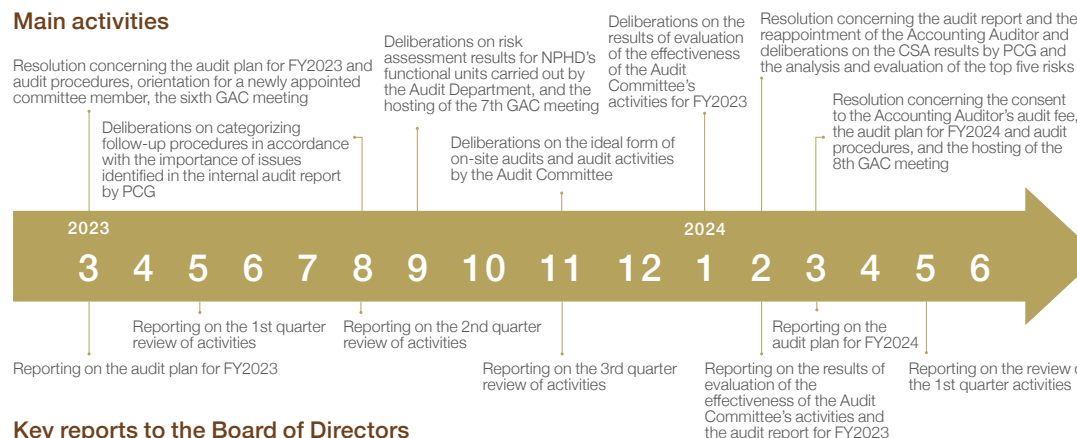 Main activities
Resolution concerning the audit plan for FY2023 and
audit procedures, orientation for a newly appointed
committee member, the sixth GAC meeting
Deliberations on categorizing
follow-up procedures in accordance
with the importance of issues
identified in the internal audit report
by PCG
Deliberations on risk
assessment results for NPHD's
functional units carried out by
the Audit Department, and the
hosting of the 7th GAC meeting
Deliberations on the ideal form of
on-site audits and audit activities
by the Audit Committee
Deliberations on the
results of evaluation
of the effectiveness
of the Audit
Committee's
activities for FY2023
Resolution concerning the audit report and the
reappointment of the Accounting Auditor and
deliberations on the CSA results by PCG and
the analysis and evaluation of the top five risks
Resolution concerning the consent
to the Accounting Auditor's audit fee,
the audit plan for FY2024 and audit
procedures, and the hosting of the
8th GAC meeting
2023 2024
3 4 5 6 7 8 9 10 11 12 1 2 3 4 5 6
Reporting on the audit plan for FY2023
Reporting on the 1st quarter
review of activities
Reporting on the 2nd quarter
review of activities
Reporting on the 3rd quarter
review of activities
Reporting on the results of
evaluation of the
effectiveness of the Audit
Committee's activities and
the audit report for FY2023
Reporting on the
audit plan for FY2024
Reporting on the review
the 1st quarter activities
Key reports to the Board of Directors